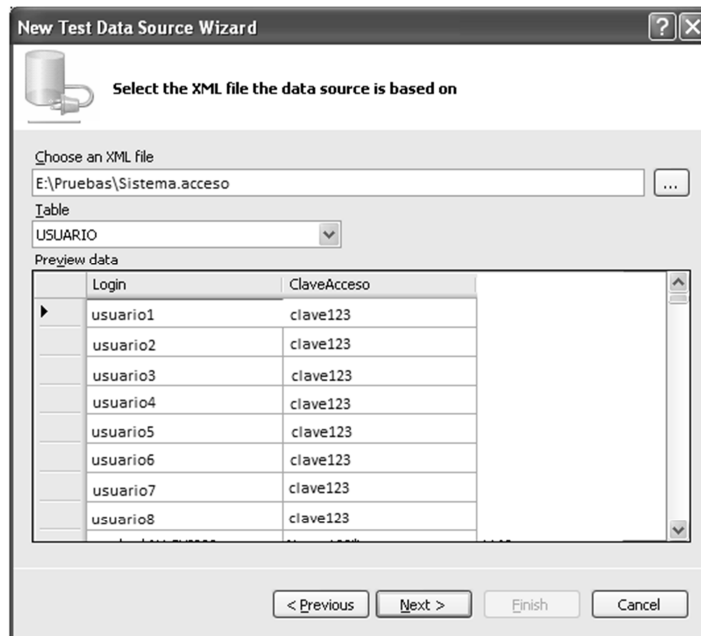 New Test Data Source Wizard
Select the XML file the data source is based on
Choose an XML file
E:\Pruebas\Sistema.acceso
...
Table
USUARIO
Preview data
Login ClaveAcceso
usuario1 clave123
usuario2 clave123
usuario3 clave123
usuario4 clave123
usuario5 clave123
usuario6 clave123
usuario7 clave123
usuario8 clave123
< Previous Next > Finish Cancel